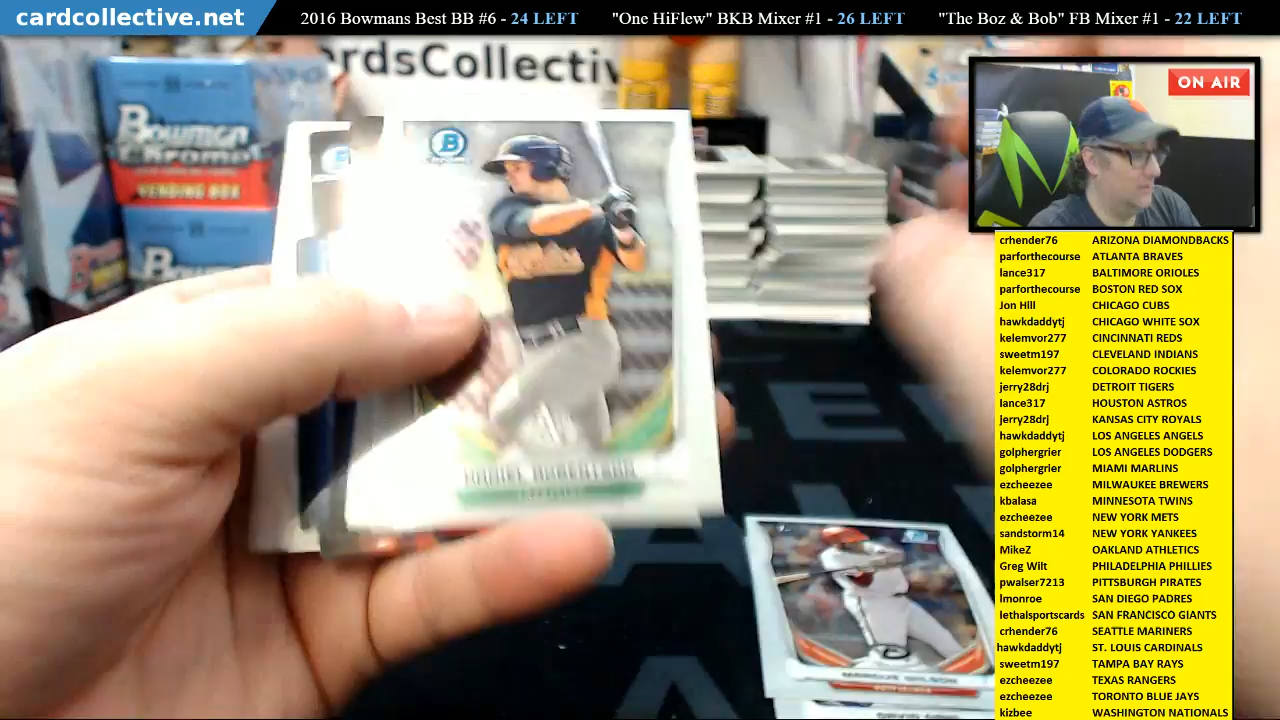 cardcollective.net
2016 Bowmans Best BB #6 - 24 LEFT
"One HiFlew" BKB Mixer #1 - 26 LEFT
"The Boz & Bob" FB Mixer #1 - 22 LEFT
rdsCollectiv
ON AIR
Bowman
Chrome
VENDING BOX
Bow
B
MARCUS WILSON
crhender76 ARIZONA DIAMONDBACKS
parforthecourse ATLANTA BRAVES
lance317 BALTIMORE ORIOLES
parforthecourse BOSTON RED SOX
Jon Hill CHICAGO CUBS
hawkdaddytj CHICAGO WHITE SOX
kelemvor277 CINCINNATI REDS
sweetm197 CLEVELAND INDIANS
kelemvor277 COLORADO ROCKIES
jerry28drj DETROIT TIGERS
lance317 HOUSTON ASTROS
jerry28drj KANSAS CITY ROYALS
hawkdaddytj LOS ANGELES ANGELS
golphergrier LOS ANGELES DODGERS
golphergrier MIAMI MARLINS
ezcheezee MILWAUKEE BREWERS
kbalasa MINNESOTA TWINS
ezcheezee NEW YORK METS
sandstorm14 NEW YORK YANKEES
MikeZ OAKLAND ATHLETICS
Greg Wilt PHILADELPHIA PHILLIES
pwalser7213 PITTSBURGH PIRATES
lmonroe SAN DIEGO PADRES
lethalsportscards SAN FRANCISCO GIANTS
crhender76 SEATTLE MARINERS
hawkdaddytj ST. LOUIS CARDINALS
sweetm197 TAMPA BAY RAYS
ezcheezee TEXAS RANGERS
ezcheezee TORONTO BLUE JAYS
kizbee WASHINGTON NATIONALS